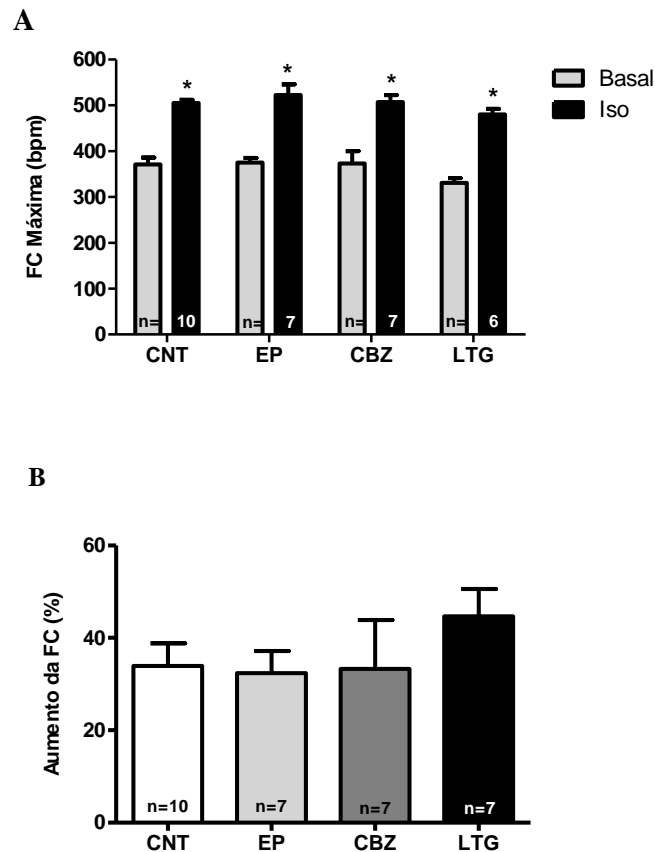 A
FC Máxima (bpm)
600
500
400
300
200
100
0
* * * *
Basal
Iso
n= 10 n= 7 n= 7 n= 6
CNT EP CBZ LTG
B
Aumento da FC (%)
60
40
20
0
n=10 n=7 n=7 n=7
CNT EP CBZ LTG